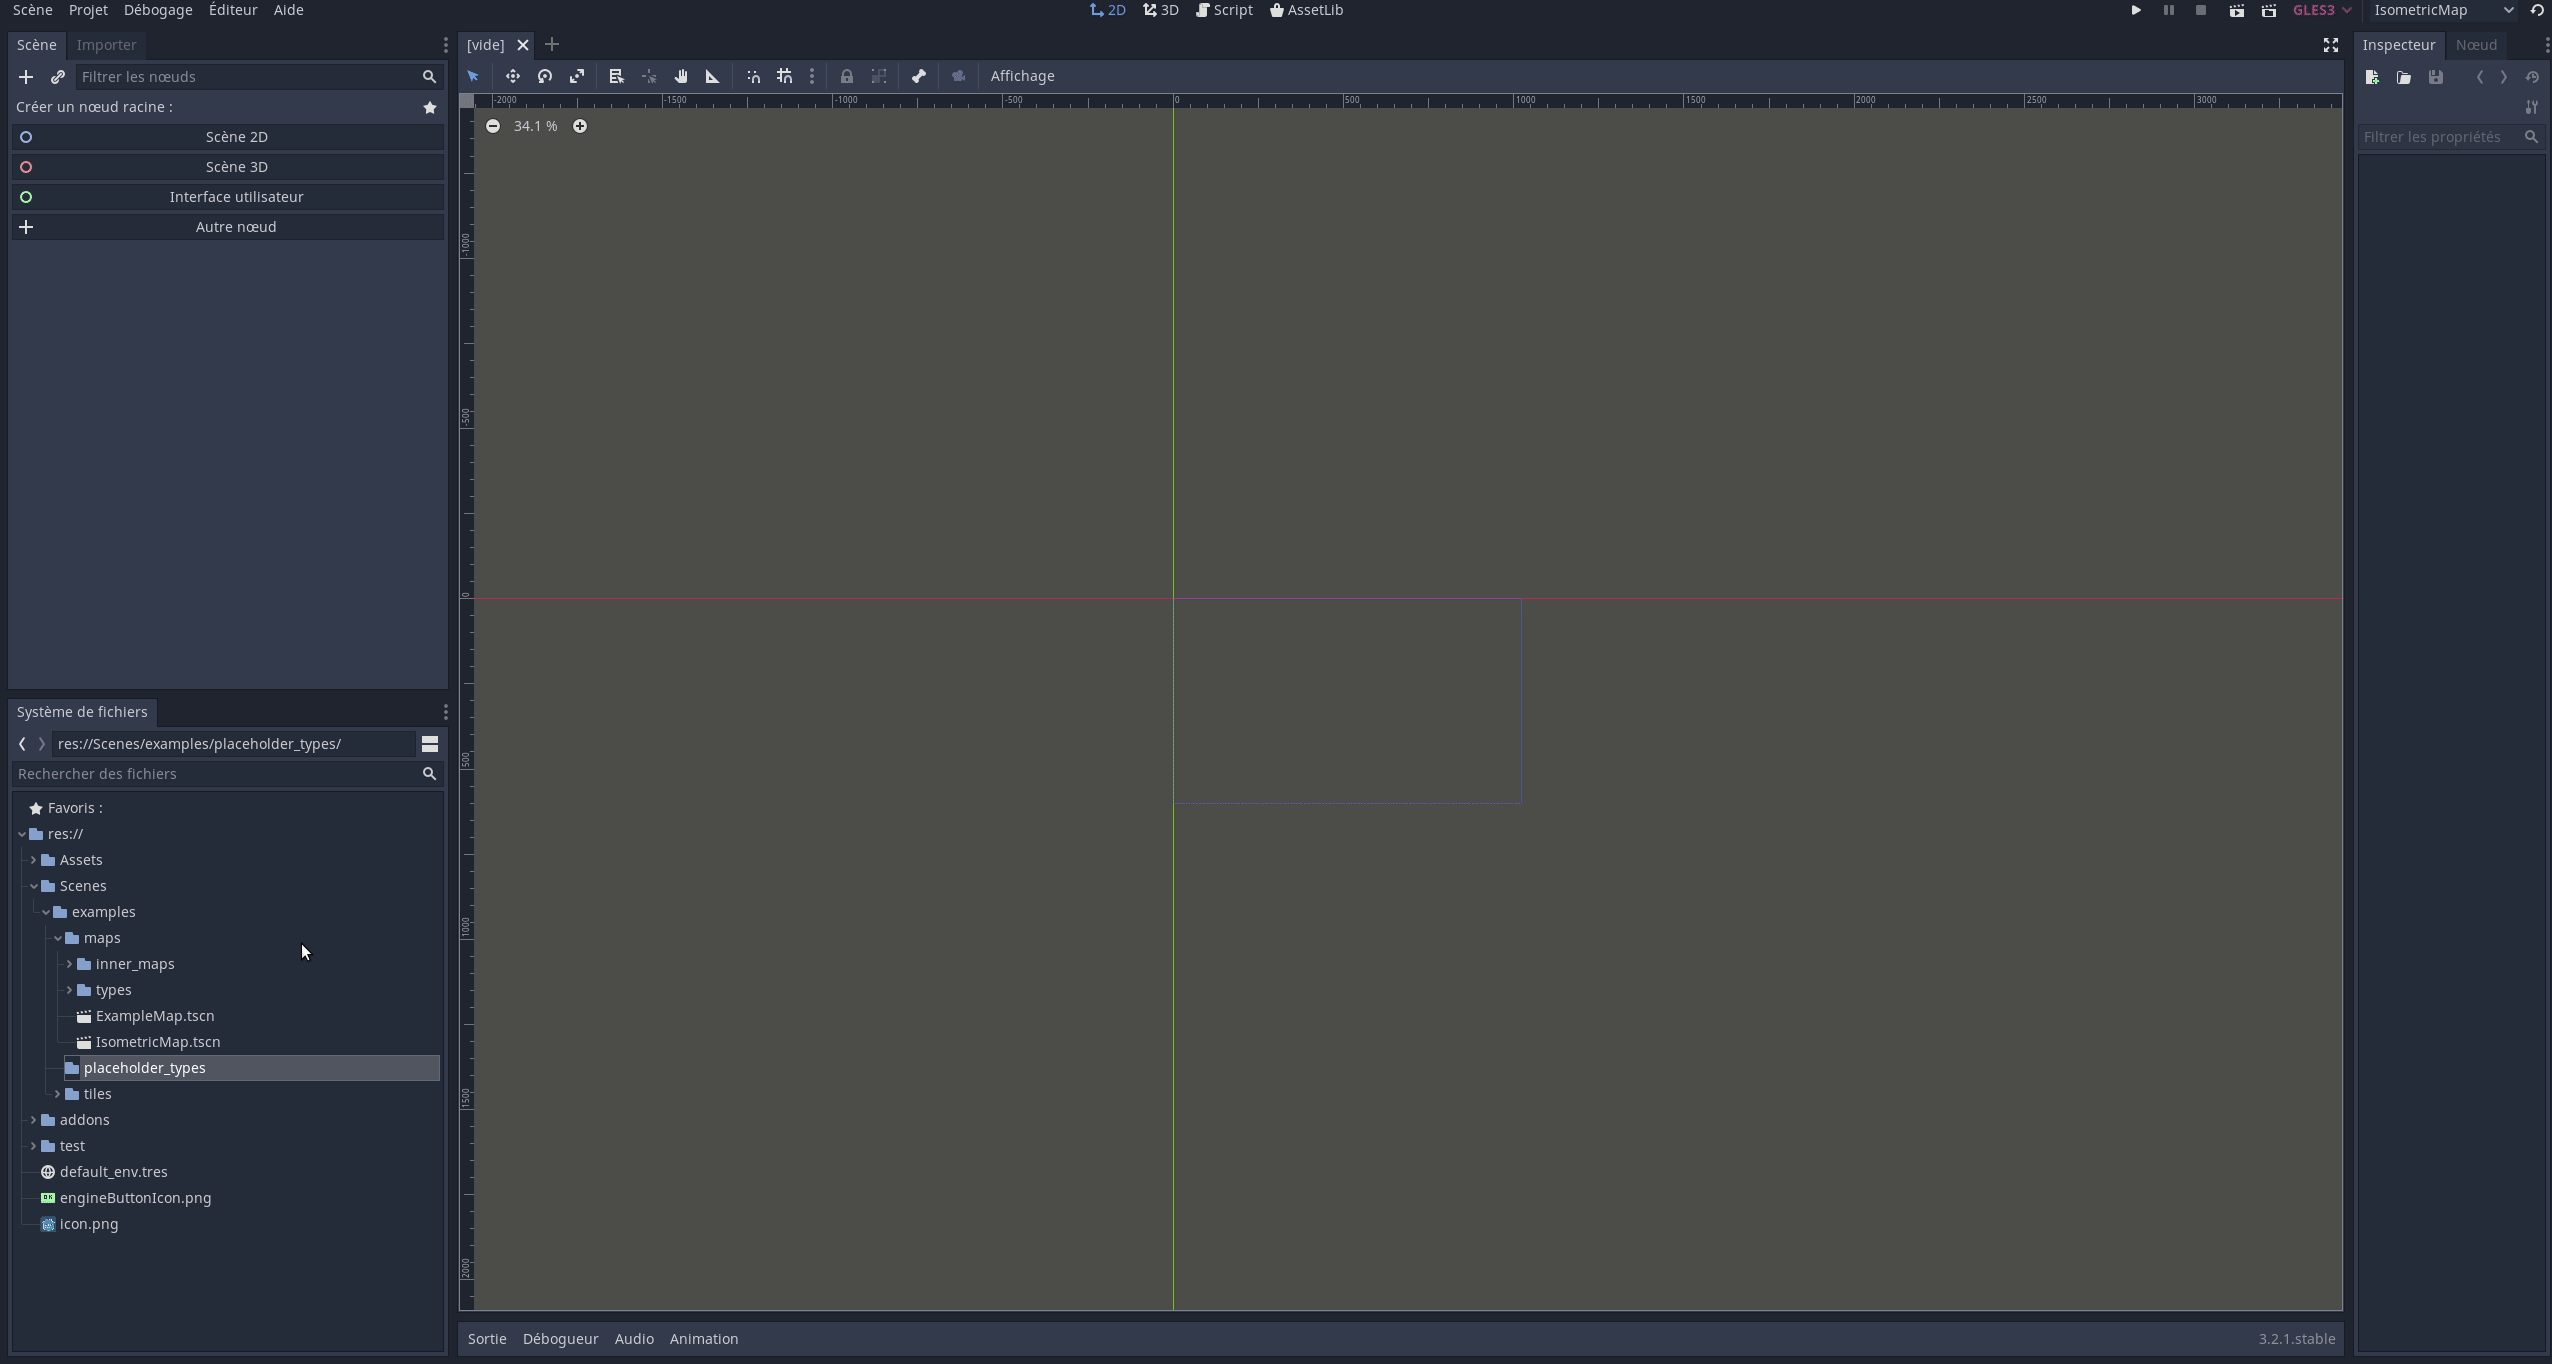 Scène Projet Débogage Éditeur Aide 2D 3D Script AssetLib GLES3 IsometricMap
Scène Importer [vide] Inspecteur Nœud
Filtrer les nœuds Affichage
Créer un nœud racine :
-2000 -1500 -1000 -500 0 500 1000 1500 2000 2500 3000
34.1 %
Scène 2D
Filtrer les propriétés
Scène 3D
Interface utilisateur
Autre nœud
-1000
-500
0
500
1000
1500
2000
Système de fichiers
res://Scenes/examples/placeholder_types/
Rechercher des fichiers
Favoris :
res://
Assets
Scenes
examples
maps
inner_maps
types
ExampleMap.tscn
IsometricMap.tscn
placeholder_types
tiles
addons
test
default_env.tres
engineButtonIcon.png
icon.png
Sortie Débogueur Audio Animation 3.2.1.stable